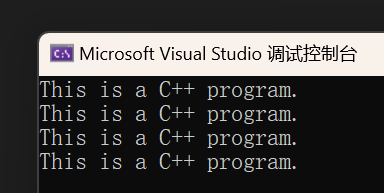 C:\
Microsoft Visual Studio 调试控制台
This is a C++ program.
This is a C++ program.
This is a C++ program.
This is a C++ program.